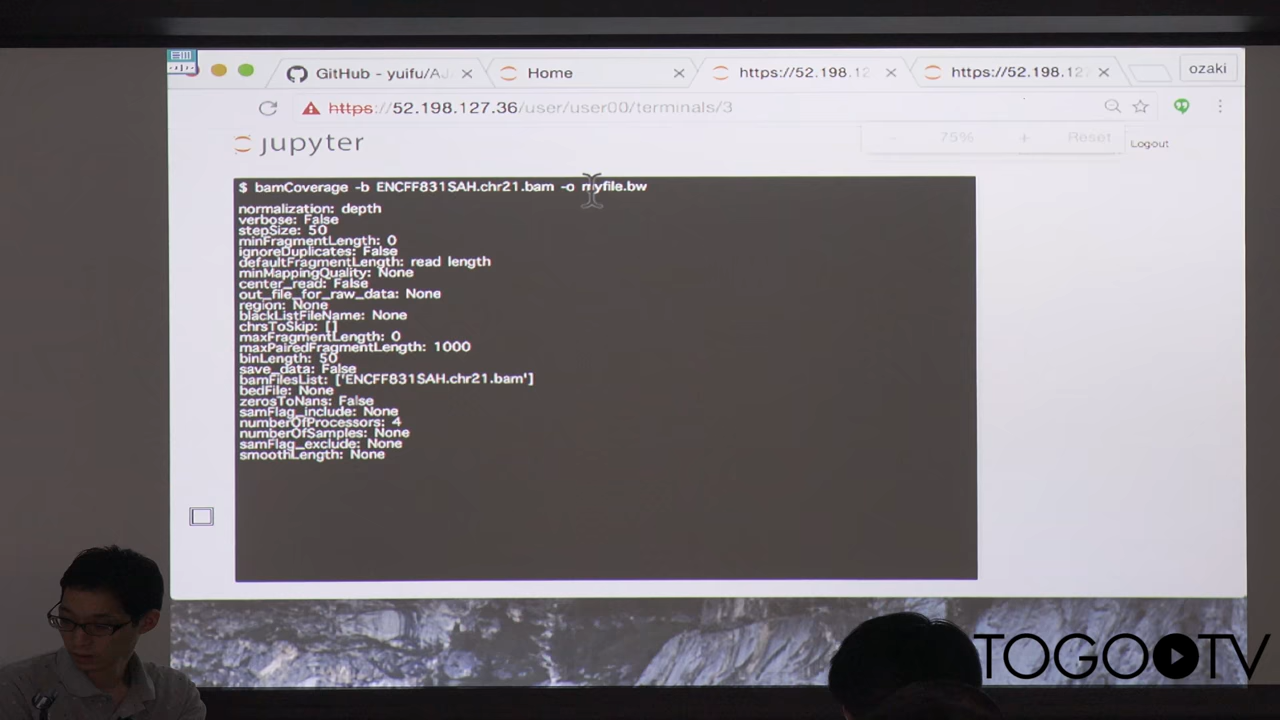 GitHub - yuifu/AJ
Home
https://52.198.12
https://52.198.12
ozaki
https://52.198.127.36/user/user00/terminals/3
jupyter
- 75% + Reset
Logout
$ bamCoverage -b ENCFF831SAH.chr21.bam -o myfile.bw
normalization: depth
verbose: False
stepSize: 50
minFragmentLength: 0
ignoreDuplicates: False
defaultFragmentLength: read length
minMappingQuality: None
center_read: False
out_file_for_raw_data: None
region: None
blackListFileName: None
chrsToSkip: []
maxFragmentLength: 0
maxPairedFragmentLength: 1000
binLength: 50
save_data: False
bamFilesList: ['ENCFF831SAH.chr21.bam']
bedFile: None
zerosToNans: False
samFlag_include: None
numberOfProcessors: 4
numberOfSamples: None
samFlag_exclude: None
smoothLength: None
TOGOTV